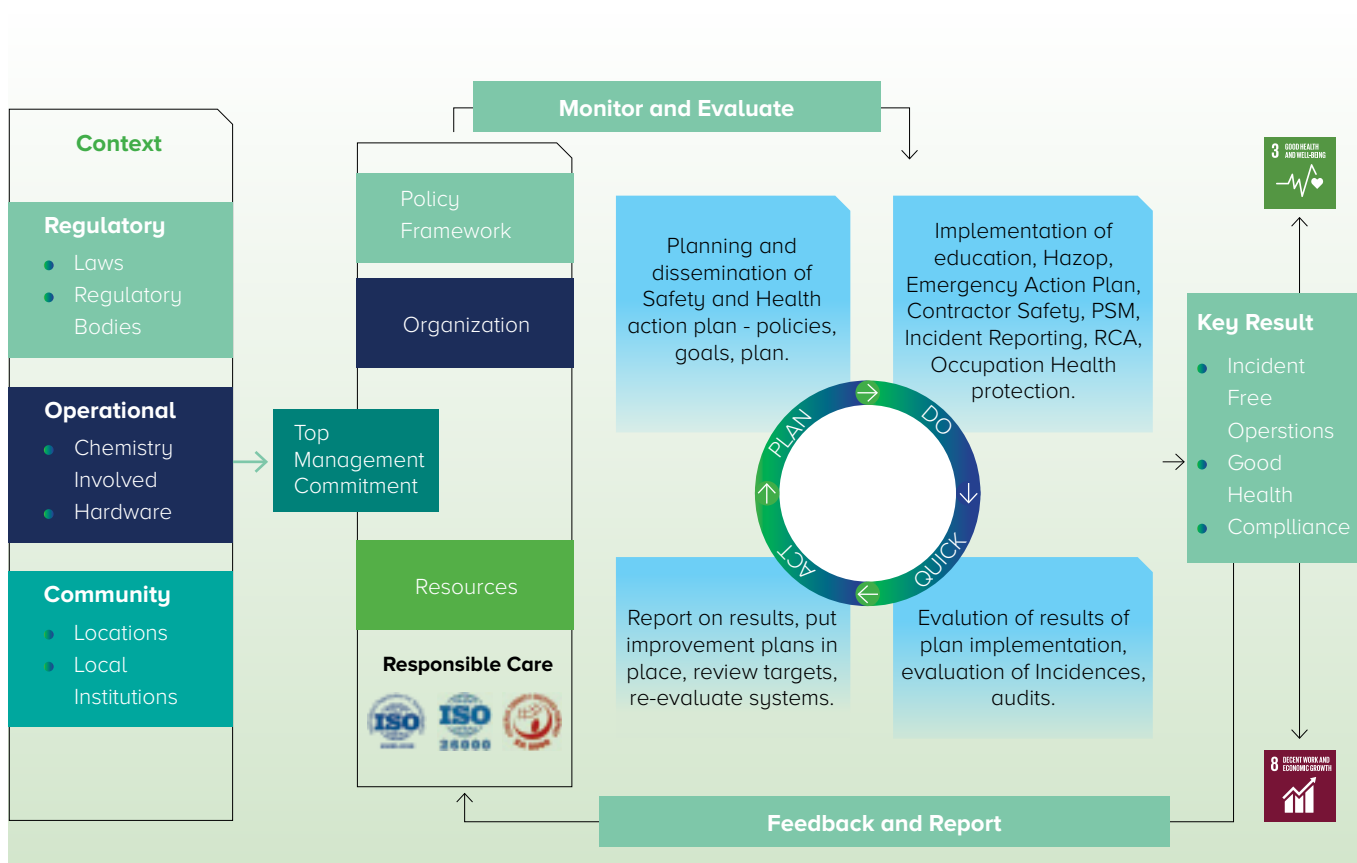 Monitor and Evaluate
Context
Regulatory
Laws
Regulatory
Bodies
Operational
Chemistry
Involved
Hardware
Community
Locations
Local
Institutions
Top
Management
Commitment
Policy
Framework
Organization
Resources
Responsible Care
ISO
ISO
26000
Planning and
dissemination of
Safety and Health
action plan - policies,
goals, plan.
Implementation of
education, Hazop,
Emergency Action Plan,
Contractor Safety, PSM,
Incident Reporting, RCA,
Occupation Health
protection.
PLAN
DO
QUICK
ACT
Report on results, put
improvement plans in
place, review targets,
re-evaluate systems.
Evalution of results of
plan implementation,
evaluation of Incidences,
audits.
3 GOOD HEALTH
AND WELL-BEING
Key Result
Incident
Free
Operstions
Good
Health
Complliance
8 DECENT WORK AND
ECONOMIC GROWTH
Feedback and Report